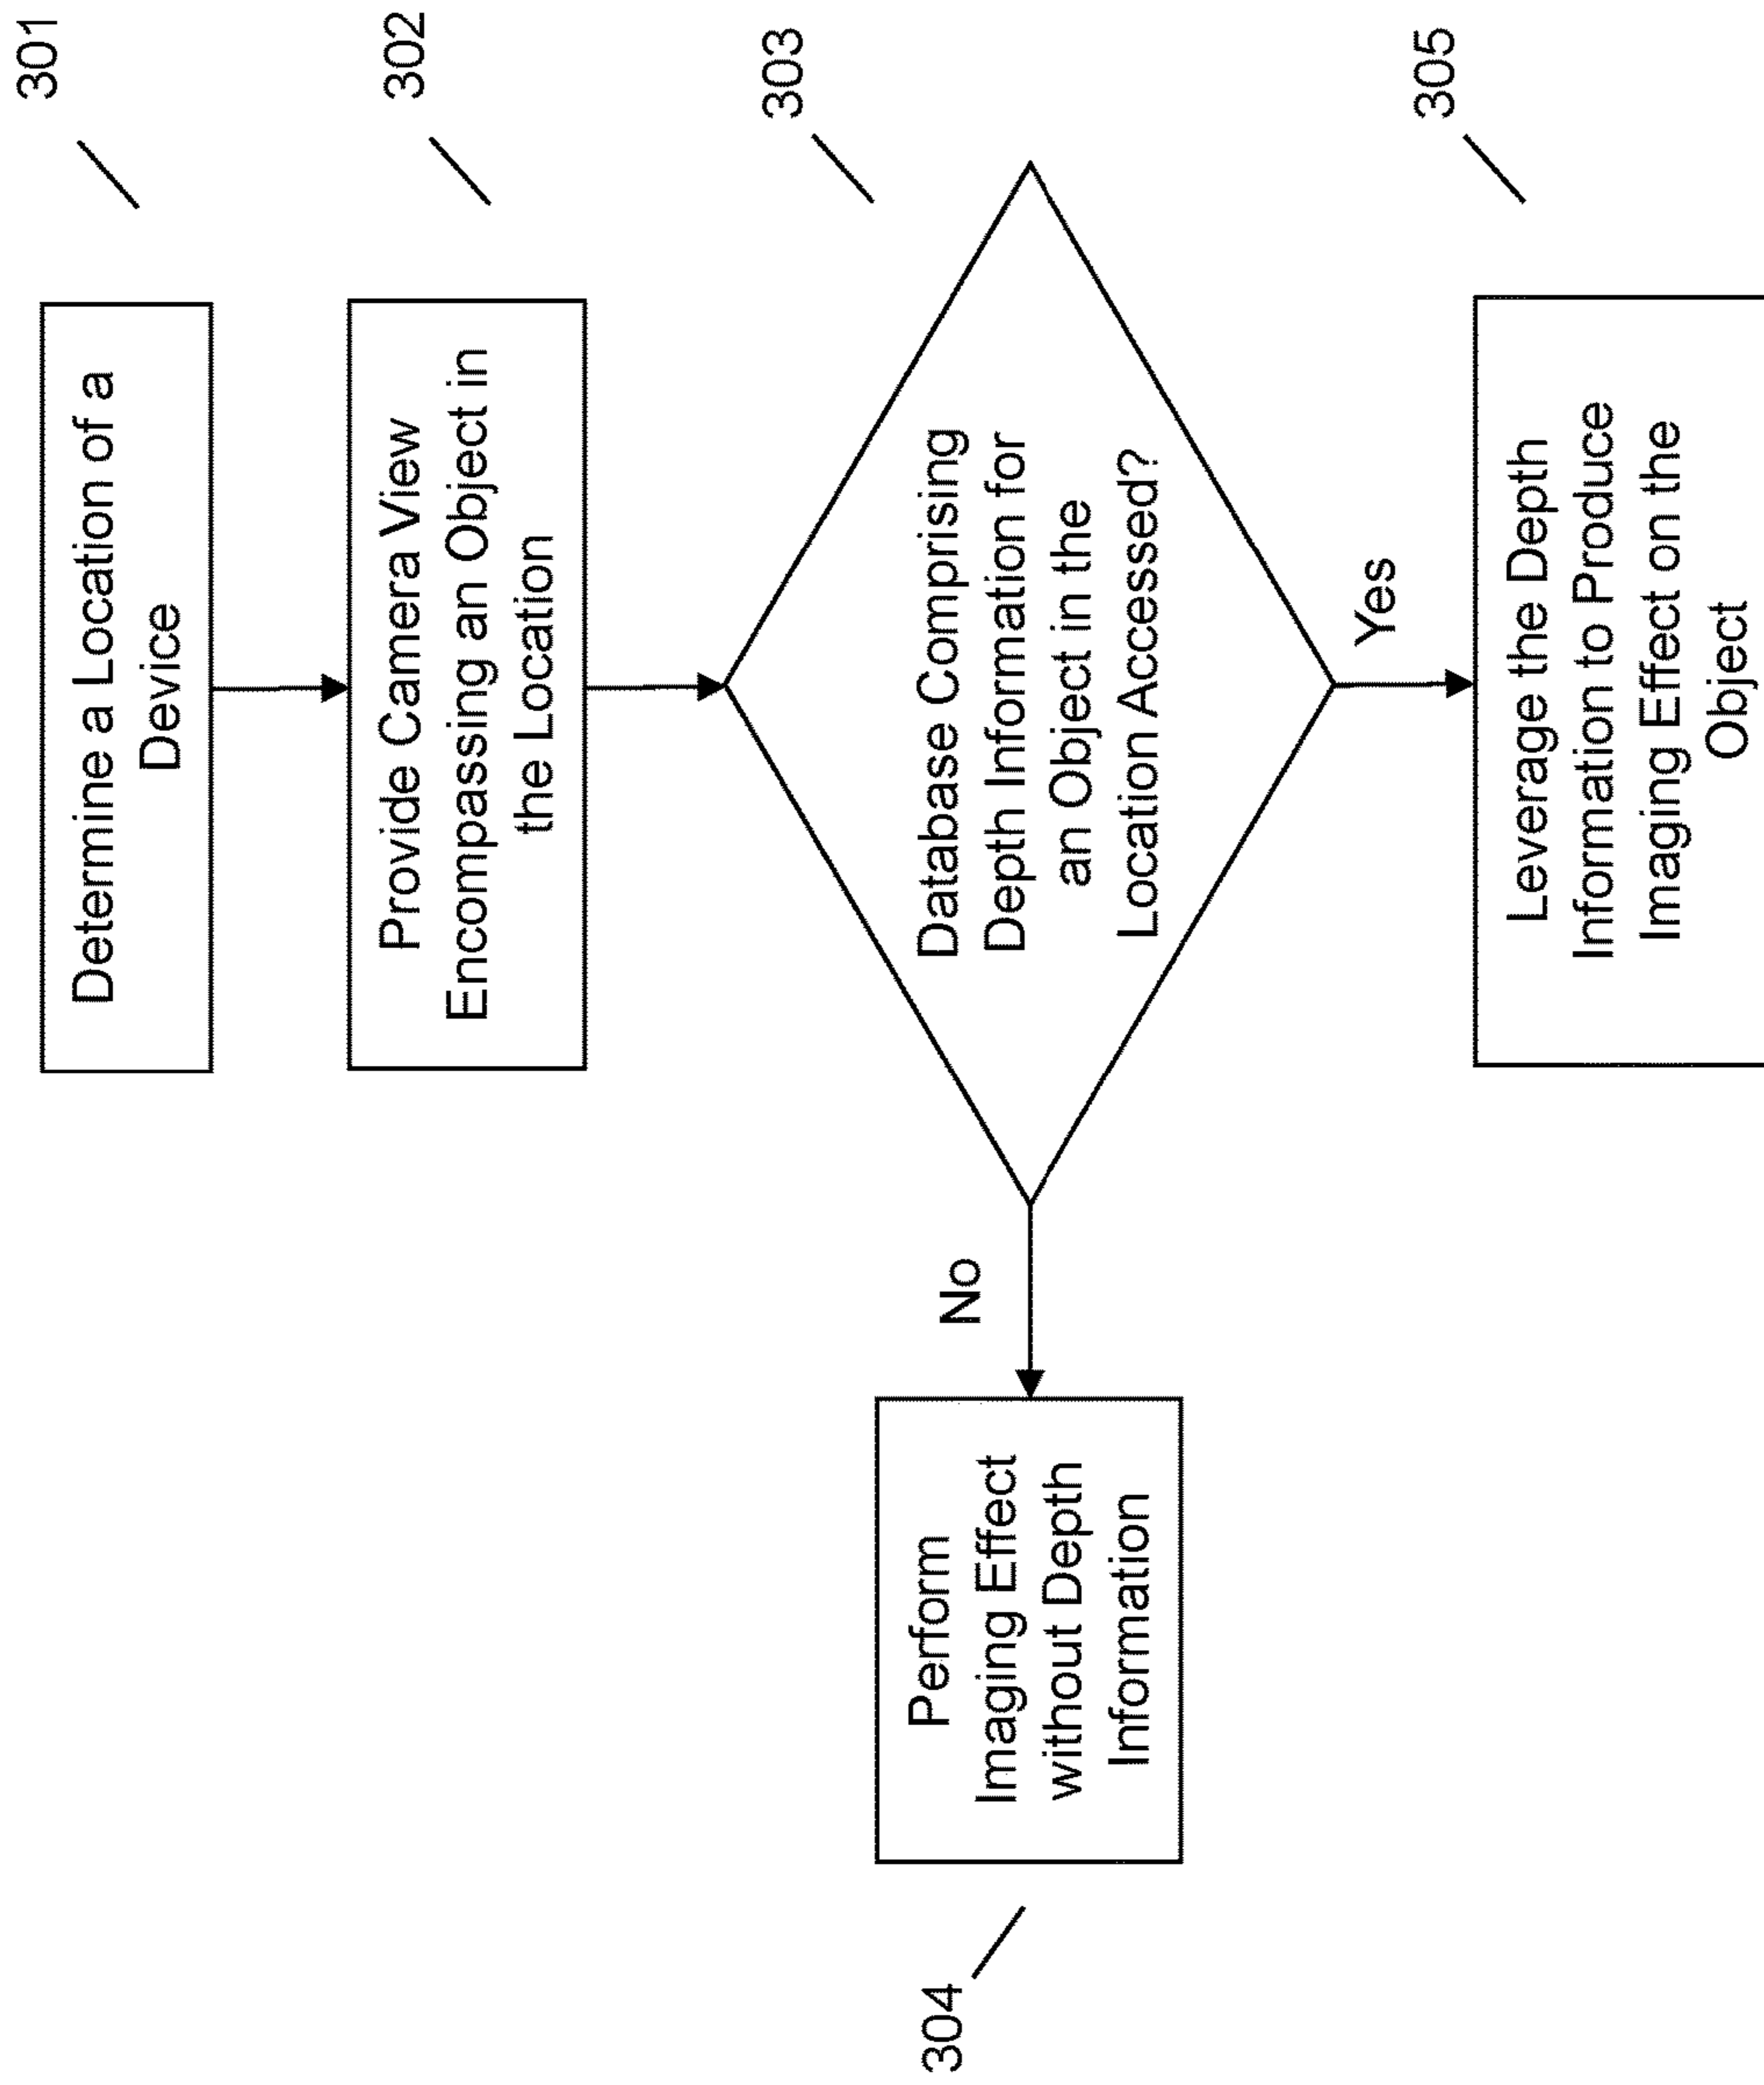 301
Determine a Location of a
Device
302
Provide Camera View
Encompassing an Object in
the Location
303
Database Comprising
Depth Information for
an Object in the
Location Accessed?
No
304
Perform
Imaging Effect
without Depth
Information
Yes
305
Leverage the Depth
Information to Produce
Imaging Effect on the
Object